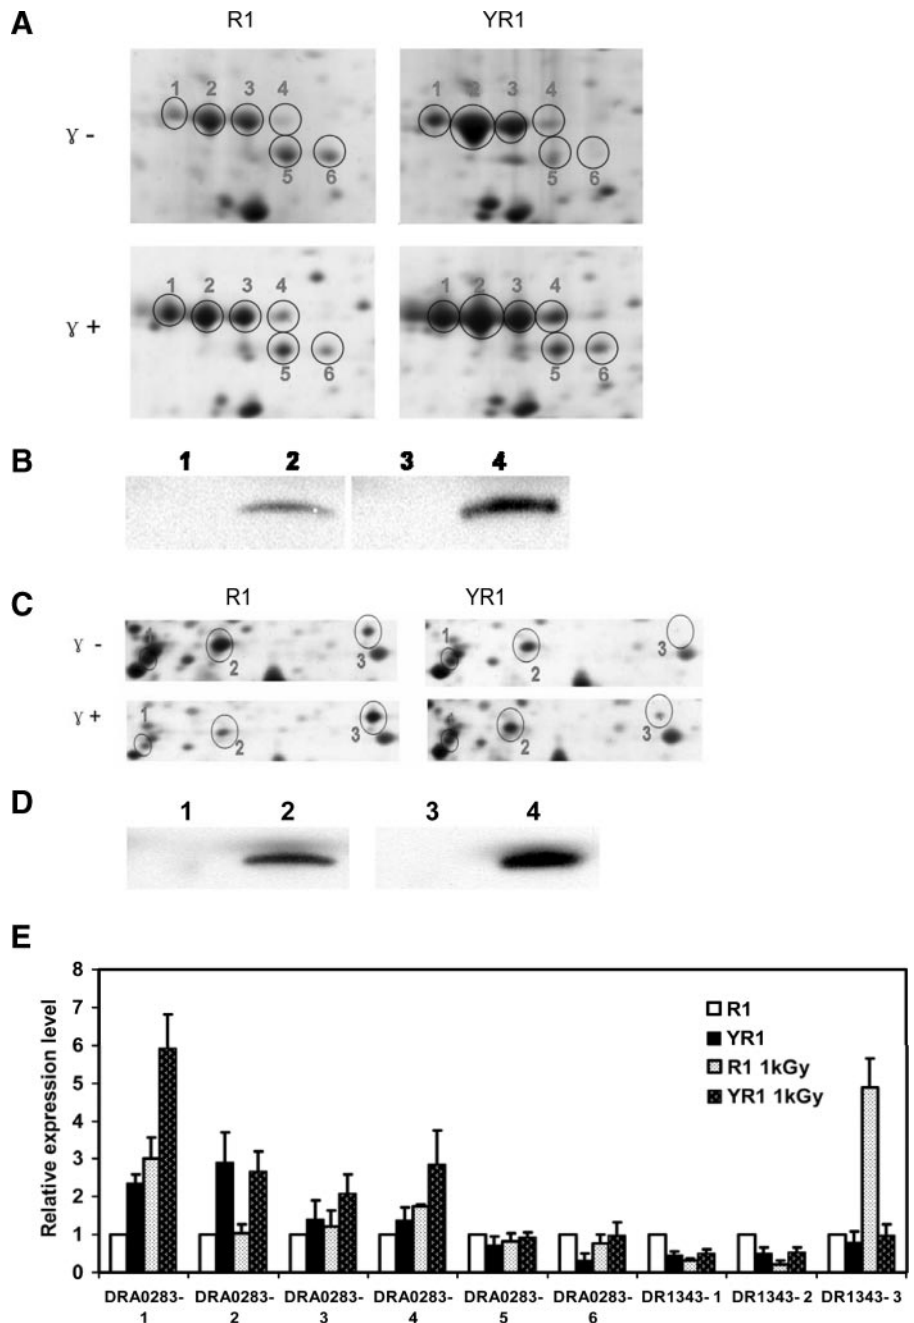 A
R1 YR1
1 2 3 4
5 6
1 2 3 4
5 6
ɣ -
1 2 3 4
5 6
1 2 3 4
5 6
ɣ +
B
1 2 3 4
C
R1 YR1
ɣ -
1 2 3
1 2 3
ɣ +
1 2 3
1 2 3
D
1 2 3 4
E
Relative expression level
8
7
6
5
4
3
2
1
0
R1
YR1
R1 1kGy
YR1 1kGy
DRA0283- DRA0283- DRA0283- DRA0283- DRA0283- DRA0283- DR1343- 1 DR1343- 2 DR1343- 3
1 2 3 4 5 6